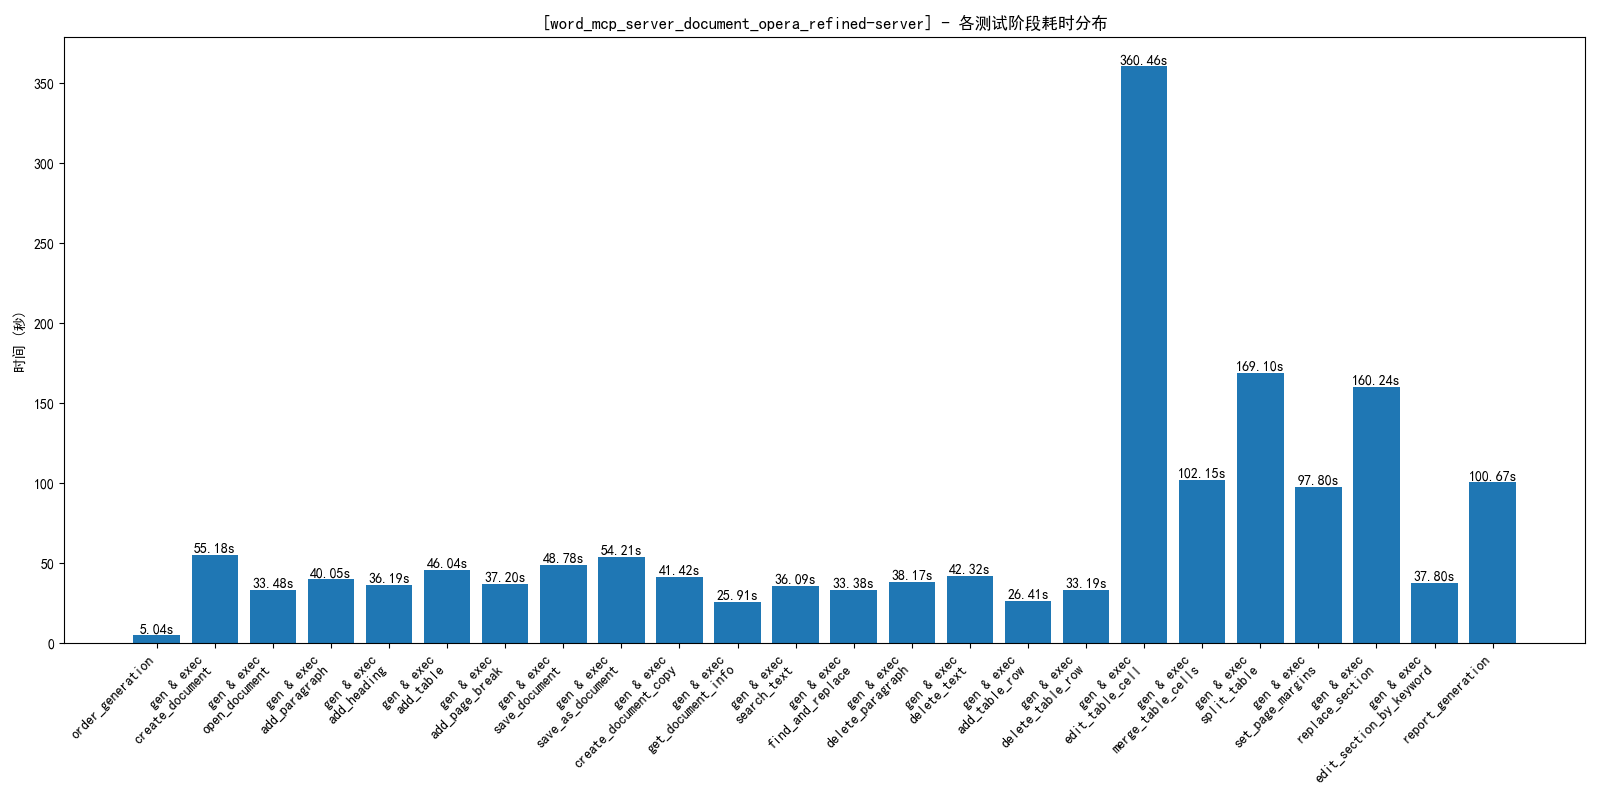 [word_mcp_server_document_opera_refined-server] - 各测试阶段耗时分布
时间 (秒)
350
300
250
200
150
100
50
0
5.04s
55.18s
33.48s
40.05s
36.19s
46.04s
37.20s
48.78s
54.21s
41.42s
25.91s
36.09s
33.38s
38.17s
42.32s
26.41s
33.19s
360.46s
102.15s
169.10s
97.80s
160.24s
37.80s
100.67s
order_generation
gen & exec
create_document
gen & exec
open_document
gen & exec
add_paragraph
gen & exec
add_heading
gen & exec
add_table
gen & exec
add_page_break
gen & exec
save_document
gen & exec
save_as_document
gen & exec
create_document_copy
gen & exec
get_document_info
gen & exec
search_text
gen & exec
find_and_replace
gen & exec
delete_paragraph
gen & exec
delete_text
gen & exec
add_table_row
gen & exec
delete_table_row
gen & exec
edit_table_cell
gen & exec
merge_table_cells
gen & exec
split_table
gen & exec
set_page_margins
gen & exec
replace_section
gen & exec
edit_section_by_keyword
report_generation